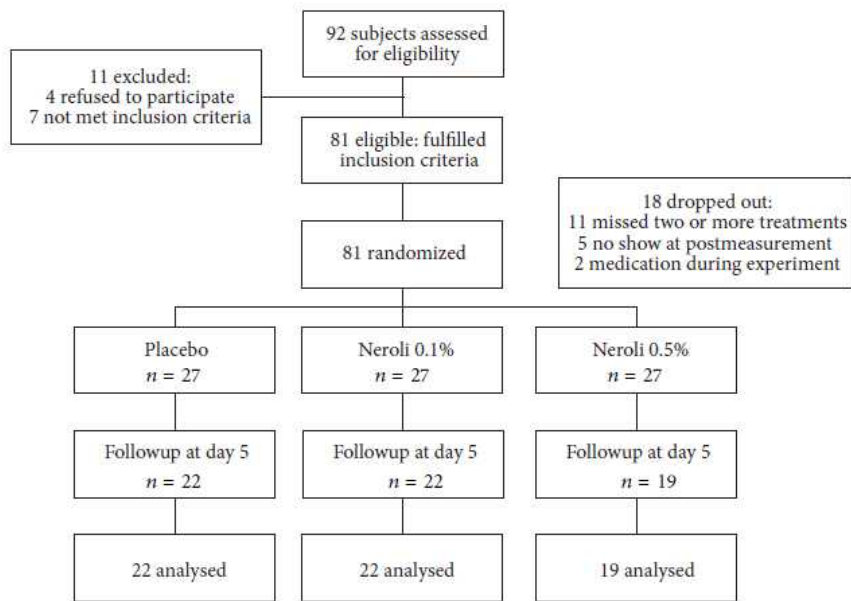 92 subjects assessed
for eligibility
11 excluded:
4 refused to participate
7 not met inclusion criteria
81 eligible: fulfilled
inclusion criteria
18 dropped out:
11 missed two or more treatments
5 no show at postmeasurement
2 medication during experiment
81 randomized
Placebo
n = 27
Neroli 0.1%
n = 27
Neroli 0.5%
n = 27
Followup at day 5
n = 22
Followup at day 5
n = 22
Followup at day 5
n = 19
22 analysed
22 analysed
19 analysed